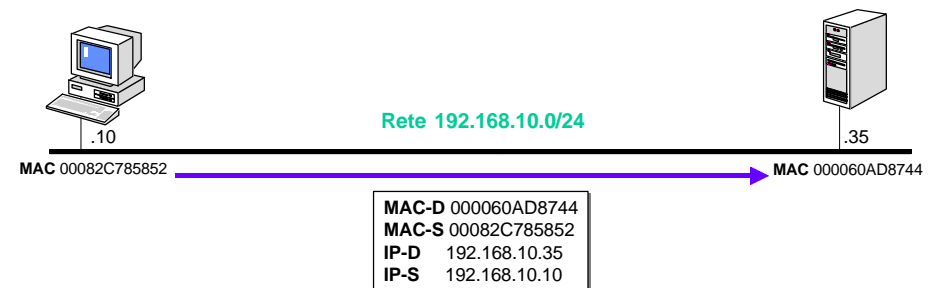 Rete 192.168.10.0/24
.10
.35
MAC 00082C785852
MAC 000060AD8744
MAC-D 000060AD8744
MAC-S 00082C785852
IP-D 192.168.10.35
IP-S 192.168.10.10